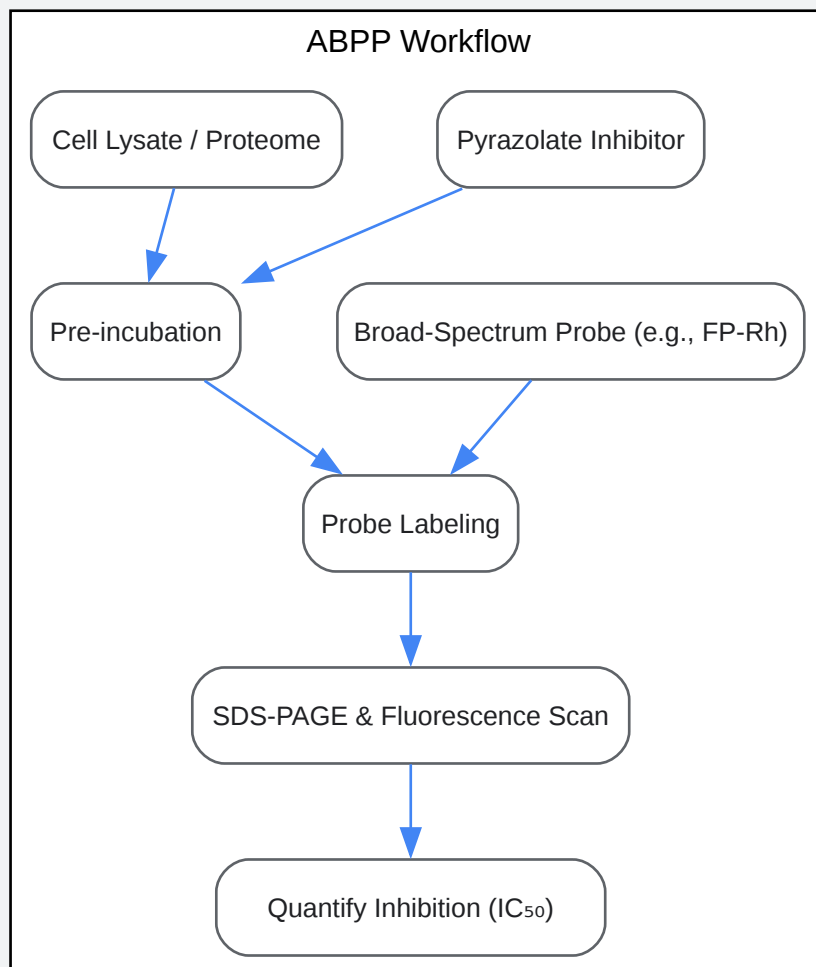 ABPP Workflow
Cell Lysate / Proteome
Pyrazolate Inhibitor
Pre-incubation
Broad-Spectrum Probe (e.g., FP-Rh)
Probe Labeling
SDS-PAGE & Fluorescence Scan
Quantify Inhibition (IC₅₀)